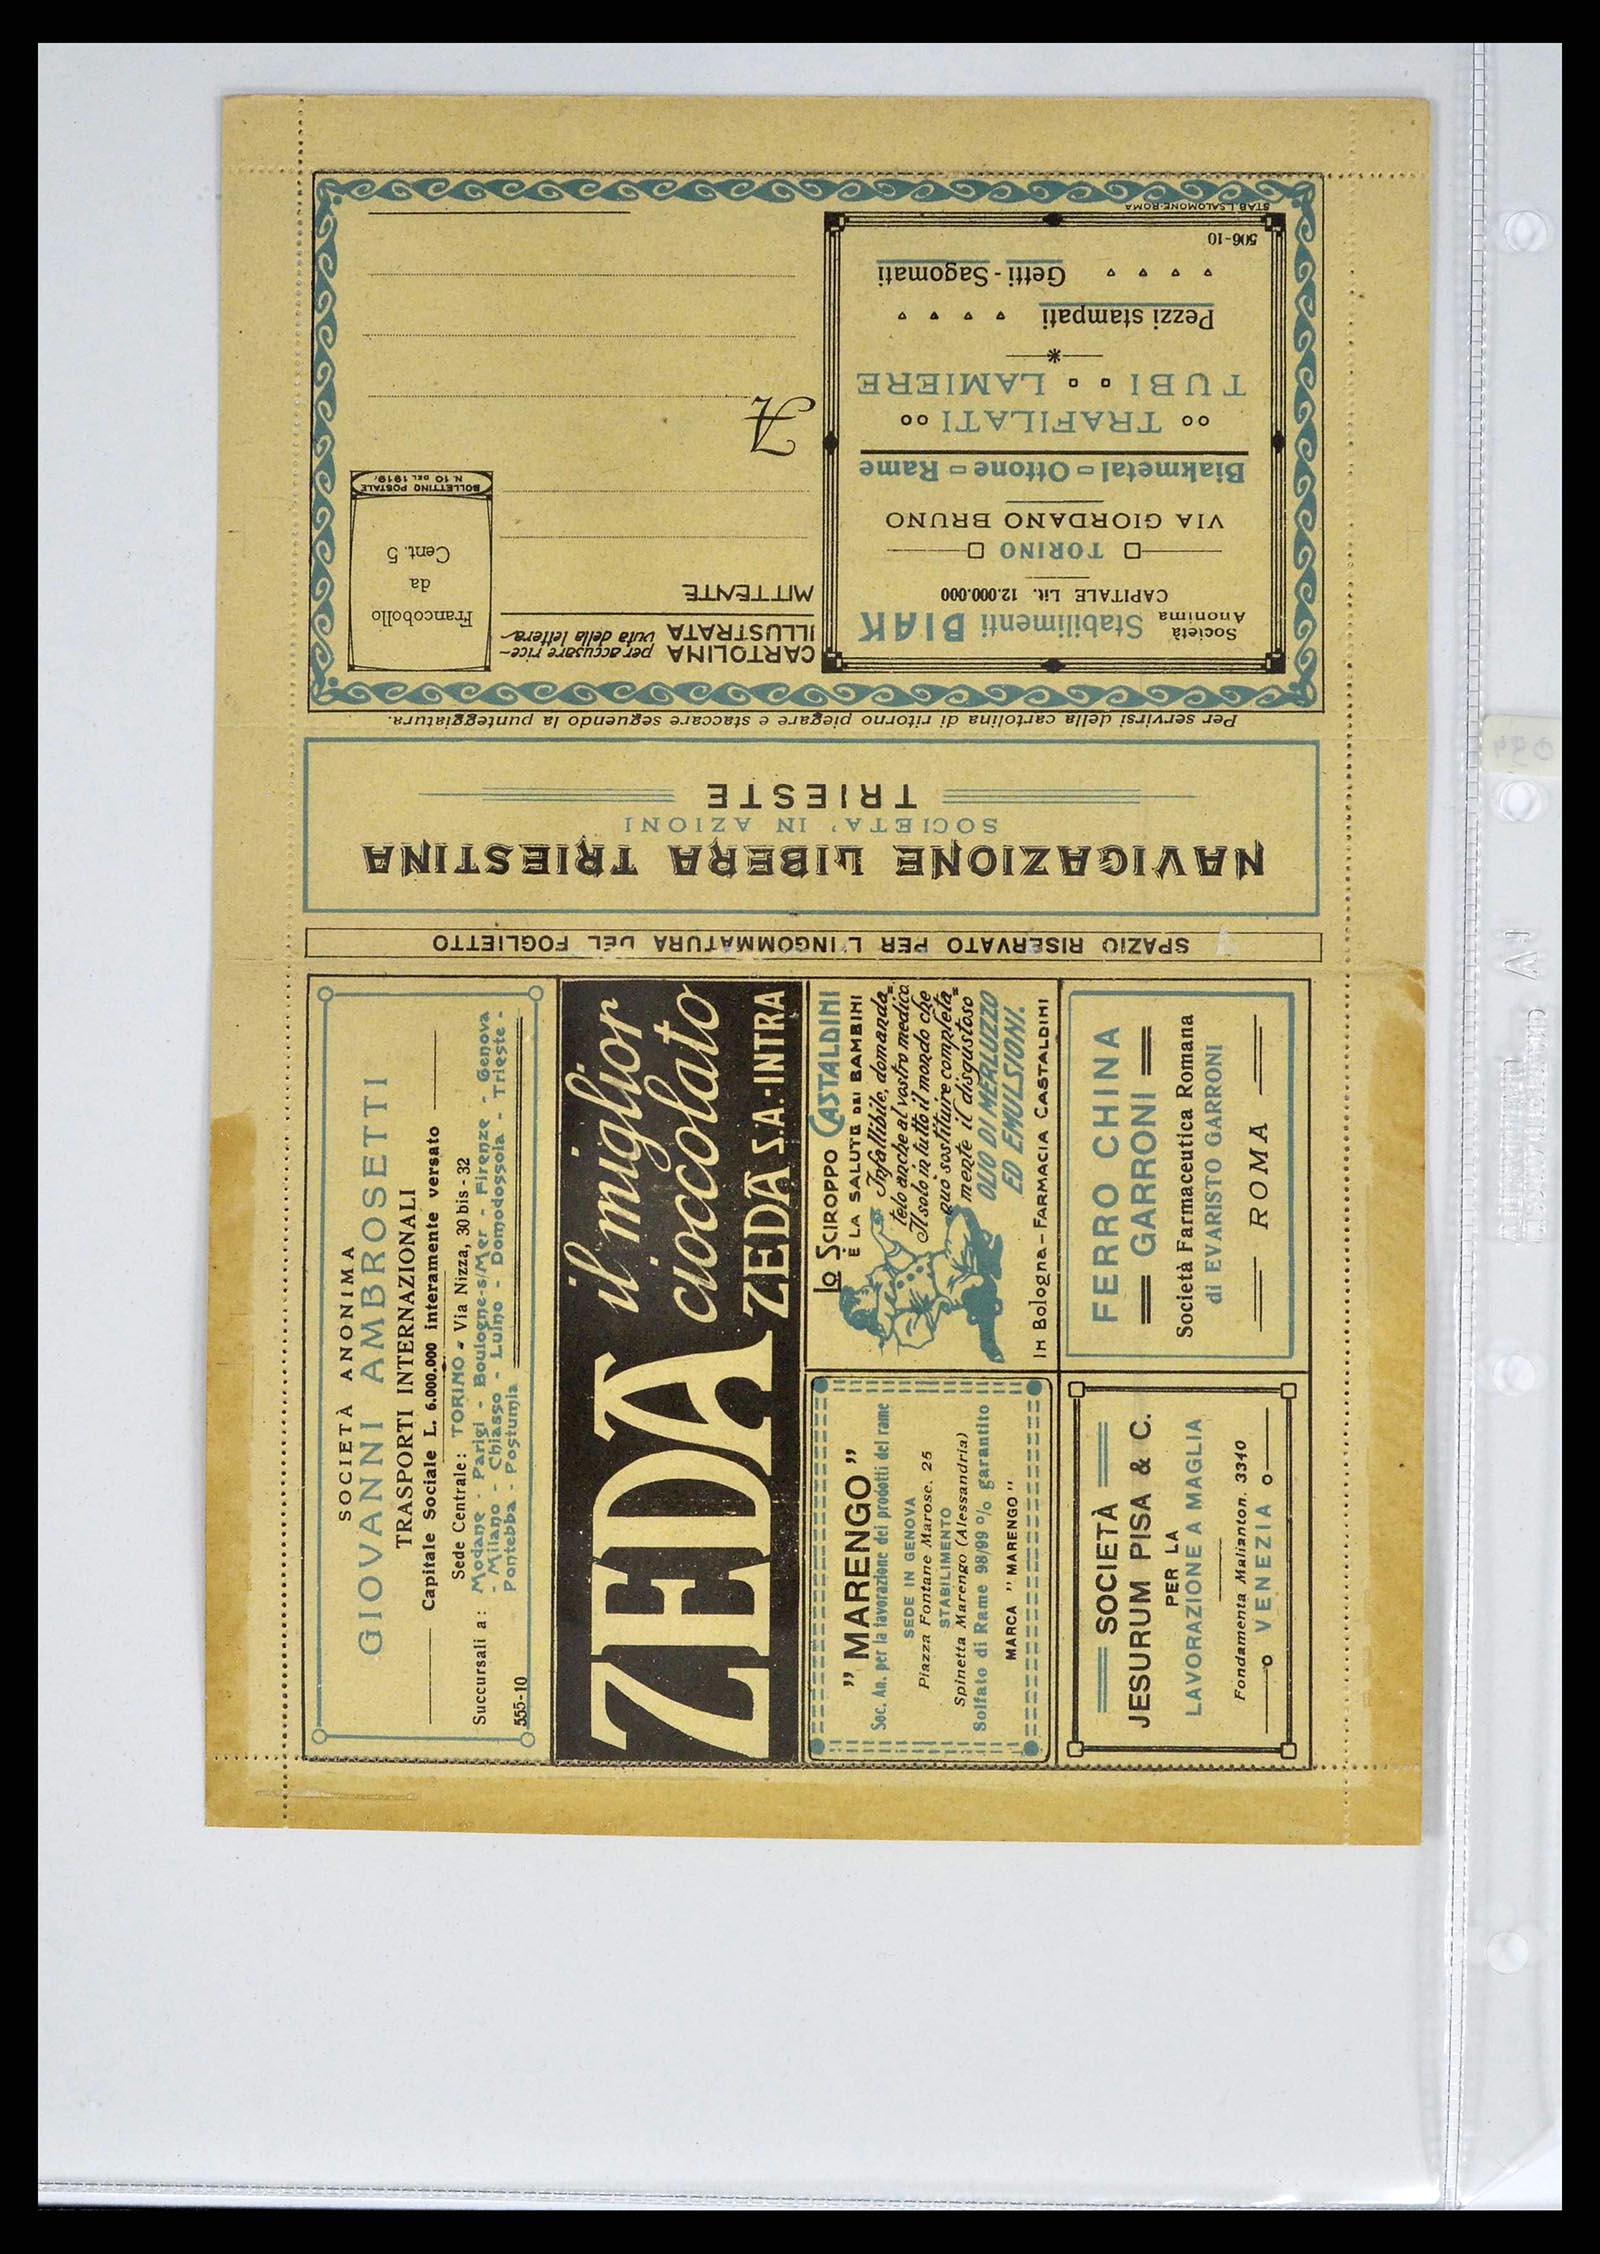 STAB. L. SALOMONE-ROMA
Per servirsi della cartolina di ritorno piegare e staccare seguendo la punteggiatura.
Società Anonima Stabilimenti BIAK
CAPITALE Lit. 12.000.000
TORINO
VIA GIORDANO BRUNO
Biakmetal - Ottone - Rame
TRAFILATI
TUBI LAMIERE
Pezzi stampati
Getti - Sagomati
506-10
CARTOLINA ILLUSTRATA per accusare rice-
vuta della lettera
MITTENTE
Francobollo
da
Cent. 5
BOLLETTINO POSTALE
N. 10 DEL 1919.
A
NAVIGAZIONE LIBERA TRIESTINA
SOCIETA' IN AZIONI
TRIESTE
SPAZIO RISERVATO PER L'INGOMMATURA DEL FOGLIETTO
SOCIETÀ ANONIMA
GIOVANNI AMBROSETTI
TRASPORTI INTERNAZIONALI
Capitale Sociale L. 6.000.000 interamente versato
Sede Centrale: TORINO - Via Nizza, 30 bis - 32
Succursali a: Modane - Parigi - Boulogne-s/Mer - Firenze - Genova
- Milano - Chiasso - Luino - Domodossola - Trieste -
Pontebba - Postumia
555-10
ZEDA
il miglior
cioccolato
ZEDA S.A.:INTRA
" MARENGO "
Soc. An. per la lavorazione dei prodotti del rame
SEDE IN GENOVA
Piazza Fontane Marose. 25
STABILIMENTO
Spinetta Marengo (Alessandria)
Solfato di Rame 98/99 % garantito
MARCA " MARENGO "
Lo SCIROPPO CASTALDINI
È LA SALUTE DEI BAMBINI
Infallibile, domanda=
telo anche al vostro medico.
Il solo in tutto il mondo che
può sostituire completa=
mente il disgustoso
OLIO DI MERLUZZO
ED EMULSIONI.
IN BOLOGNA-FARMACIA CASTALDINI
SOCIETÀ
JESURUM PISA & C.
PER LA
LAVORAZIONE A MAGLIA
Fondamenta Malianton. 3340
VENEZIA
FERRO CHINA
GARRONI
Società Farmaceutica Romana
di EVARISTO GARRONI
ROMA